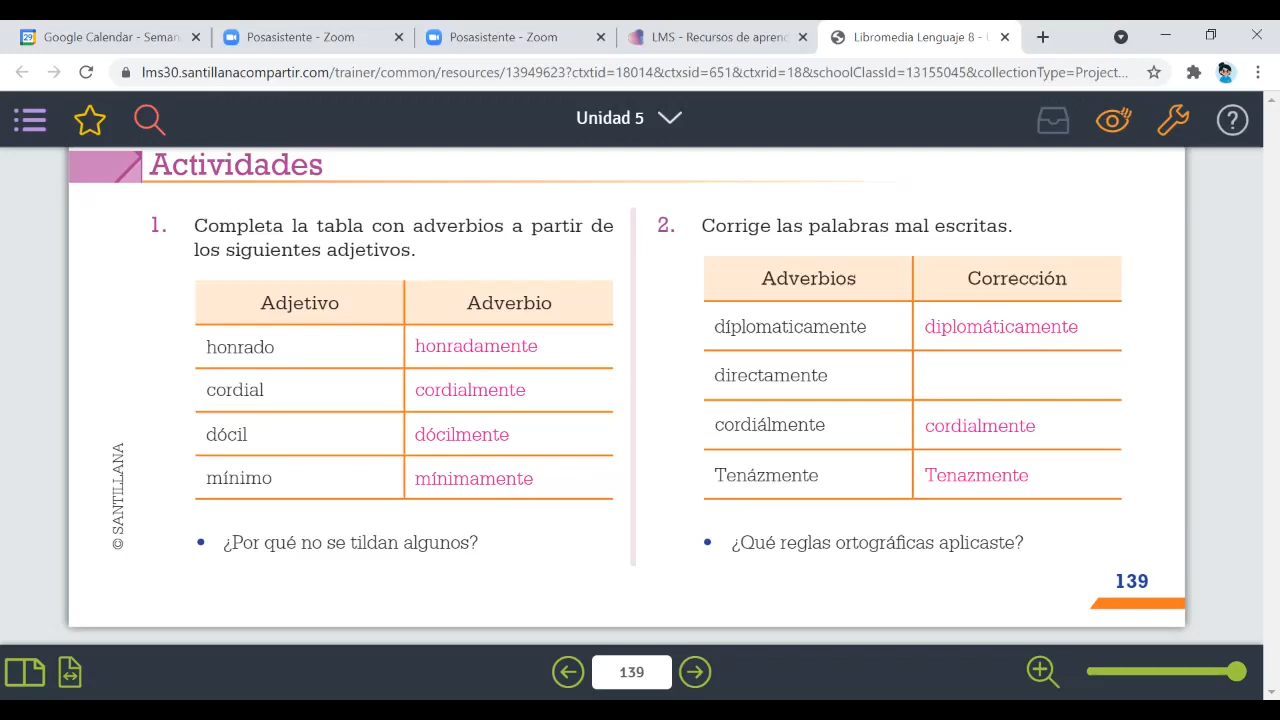 29 Google Calendar - Seman
Posasistente - Zoom
Posasistente - Zoom
LMS - Recursos de aprend
Libromedia Lenguaje 8 - L
lms30.santillanacompartir.com/trainer/common/resources/13949623?ctxtid=18014&ctxsid=651&ctxrid=18&schoolClassId=13155045&collectionType=Project...
Unidad 5
?
Actividades
1. Completa la tabla con adverbios a partir de
los siguientes adjetivos.
Adjetivo Adverbio
honrado honradamente
cordial cordialmente
dócil dócilmente
mínimo mínimamente
• ¿Por qué no se tildan algunos?
© SANTILLANA
2. Corrige las palabras mal escritas.
Adverbios Corrección
díplomaticamente diplomáticamente
directamente
cordiálmente cordialmente
Tenázmente Tenazmente
• ¿Qué reglas ortográficas aplicaste?
139
139